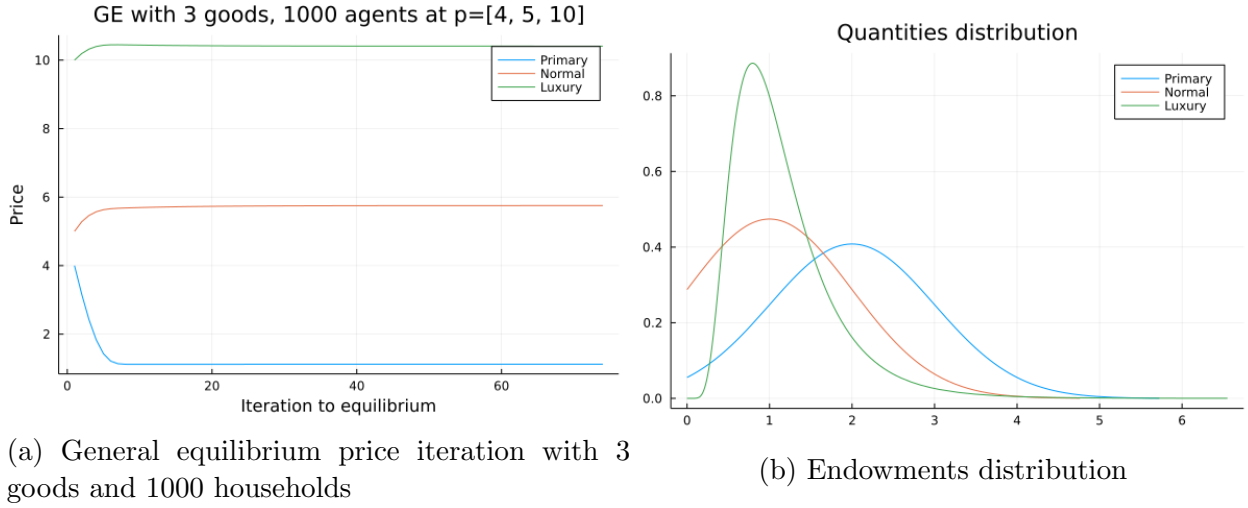 GE with 3 goods, 1000 agents at p=[4, 5, 10]
Price
10
8
6
4
2
Primary
Normal
Luxury
0
20
40
60
Iteration to equilibrium
(a) General equilibrium price iteration with 3
goods and 1000 households
Quantities distribution
0.8
0.6
0.4
0.2
0.0
Primary
Normal
Luxury
0
1
2
3
4
5
6
(b) Endowments distribution